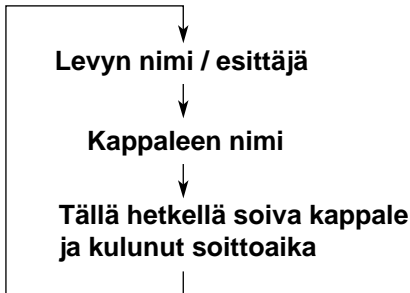 Levyn nimi / esittäjä
Kappaleen nimi
Tällä hetkellä soiva kappale
ja kulunut soittoaika